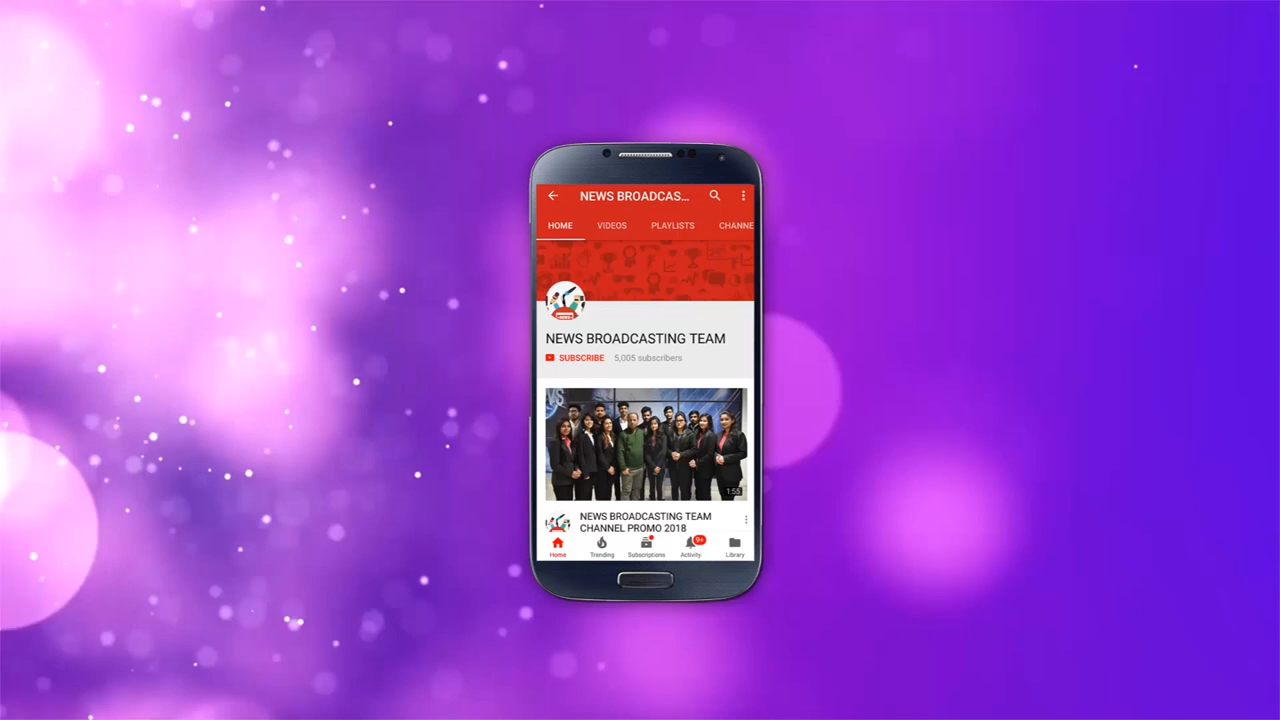 NEWS BROADCAS...
HOME VIDEOS PLAYLISTS CHANNE
NEWS
NEWS BROADCASTING TEAM
SUBSCRIBE 5,005 subscribers
1:55
NEWS BROADCASTING TEAM
CHANNEL PROMO 2018
9+
Home Trending Subscriptions Activity Library